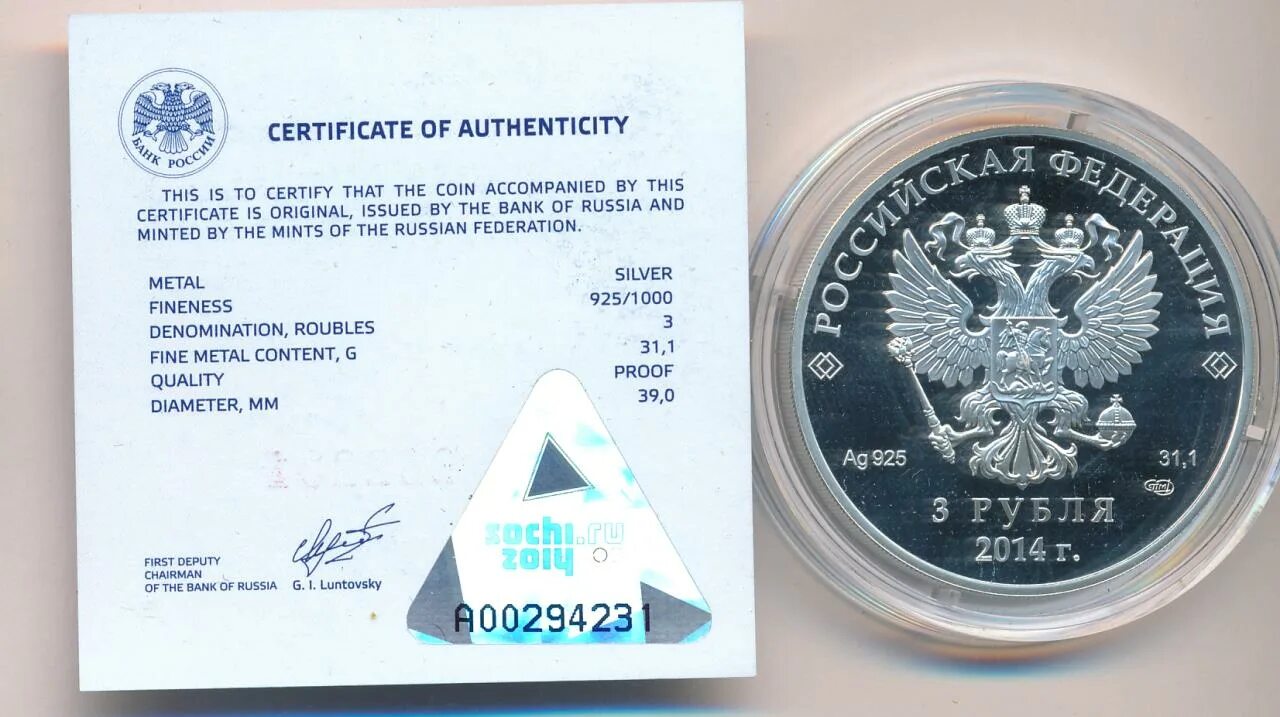 БАНК РОССИИ
CERTIFICATE OF AUTHENTICITY
THIS IS TO CERTIFY THAT THE COIN ACCOMPANIED BY THIS
CERTIFICATE IS ORIGINAL, ISSUED BY THE BANK OF RUSSIA AND
MINTED BY THE MINTS OF THE RUSSIAN FEDERATION.
METAL SILVER
FINENESS 925/1000
DENOMINATION, ROUBLES 3
FINE METAL CONTENT, G 31,1
QUALITY PROOF
DIAMETER, MM 39,0
FIRST DEPUTY
CHAIRMAN
OF THE BANK OF RUSSIA G. I. Luntovsky
sochi.ru
2014
A00294231
РОССИЙСКАЯ ФЕДЕРАЦИЯ
Ag 925 31,1
3 РУБЛЯ
2014 г.